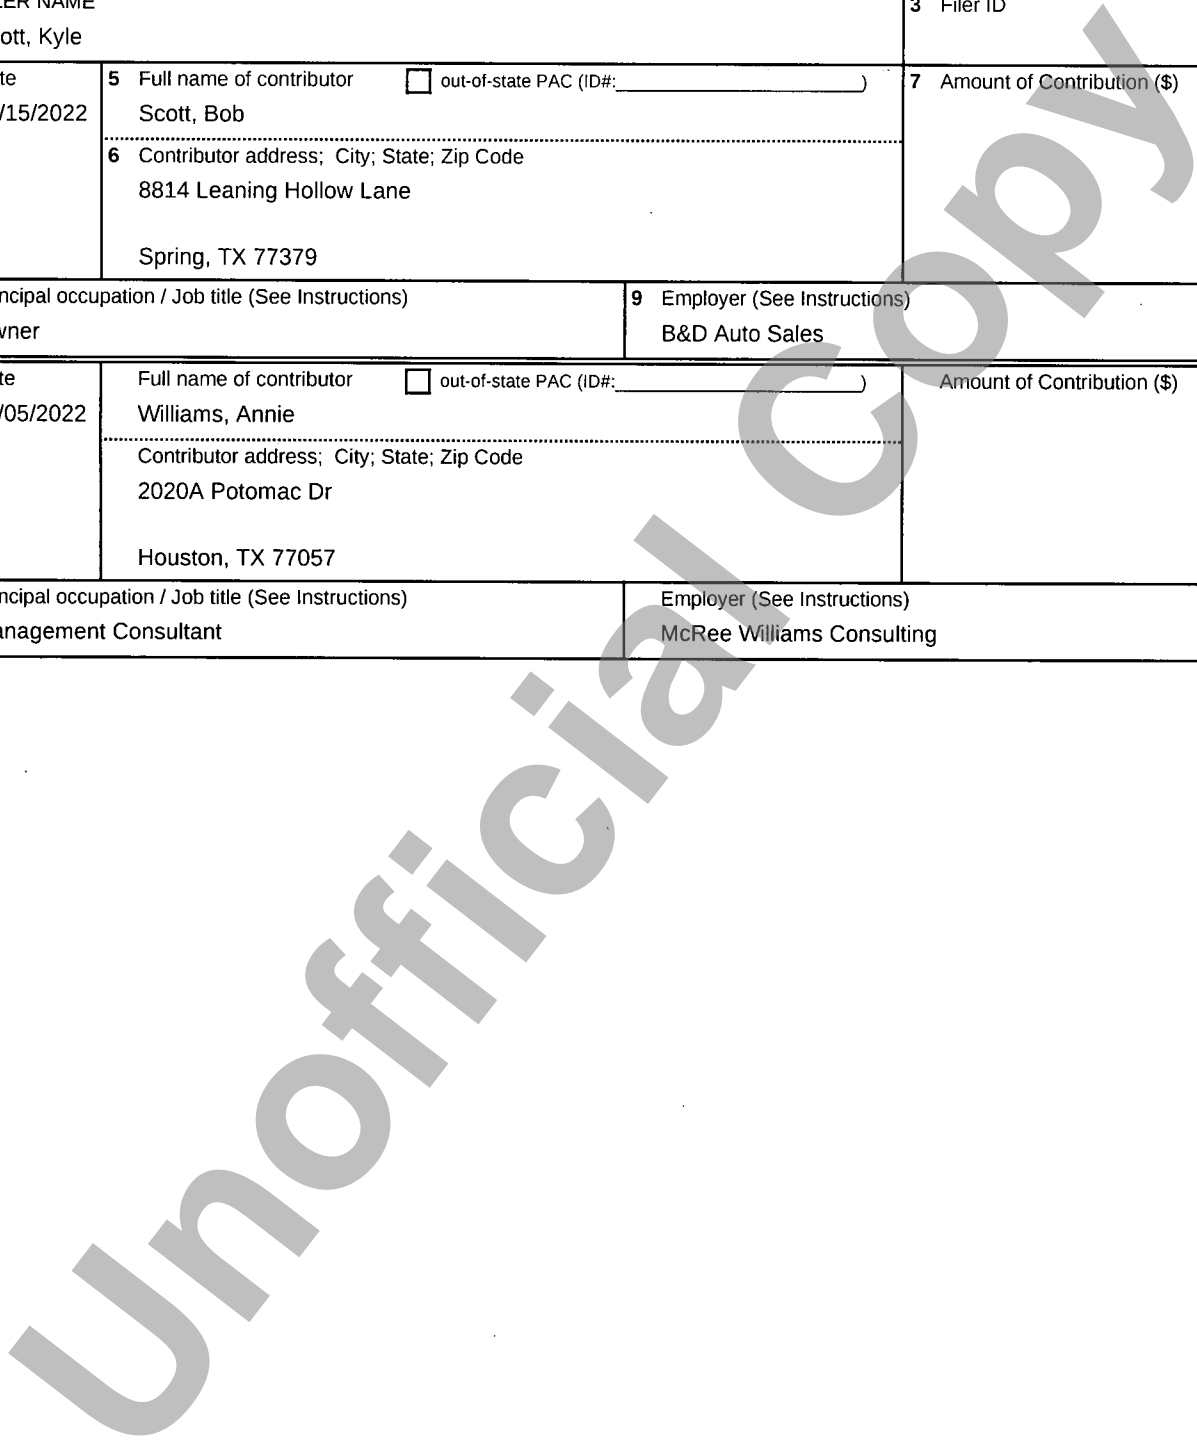 ER NAME
3 Filer ID
ott, Kyle
te
5 Full name of contributor
out-of-state PAC (ID#:____________________)
7 Amount of Contribution ($)
/15/2022
Scott, Bob
6 Contributor address; City; State; Zip Code
8814 Leaning Hollow Lane
Spring, TX 77379
ncipal occupation / Job title (See Instructions)
9 Employer (See Instructions)
wner
B&D Auto Sales
te
Full name of contributor
out-of-state PAC (ID#:____________________)
Amount of Contribution ($)
/05/2022
Williams, Annie
Contributor address; City; State; Zip Code
2020A Potomac Dr
Houston, TX 77057
ncipal occupation / Job title (See Instructions)
Employer (See Instructions)
anagement Consultant
McRee Williams Consulting
Unofficial Copy